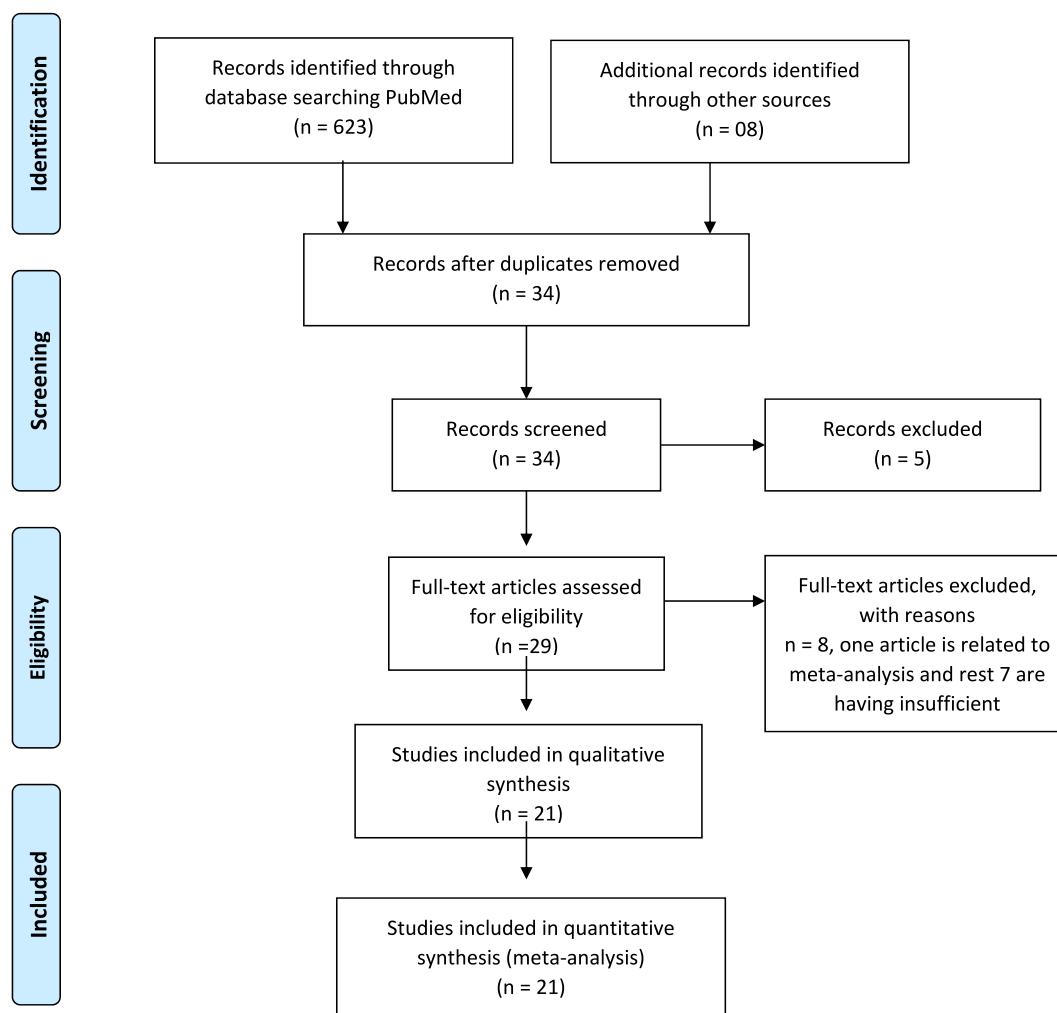 Identification
Records identified through
database searching PubMed
(n = 623)
Additional records identified
through other sources
(n = 08)
Records after duplicates removed
(n = 34)
Screening
Records screened
(n = 34)
Records excluded
(n = 5)
Eligibility
Full-text articles assessed
for eligibility
(n =29)
Full-text articles excluded,
with reasons
n = 8, one article is related to
meta-analysis and rest 7 are
having insufficient
Studies included in qualitative
synthesis
(n = 21)
Included
Studies included in quantitative
synthesis (meta-analysis)
(n = 21)